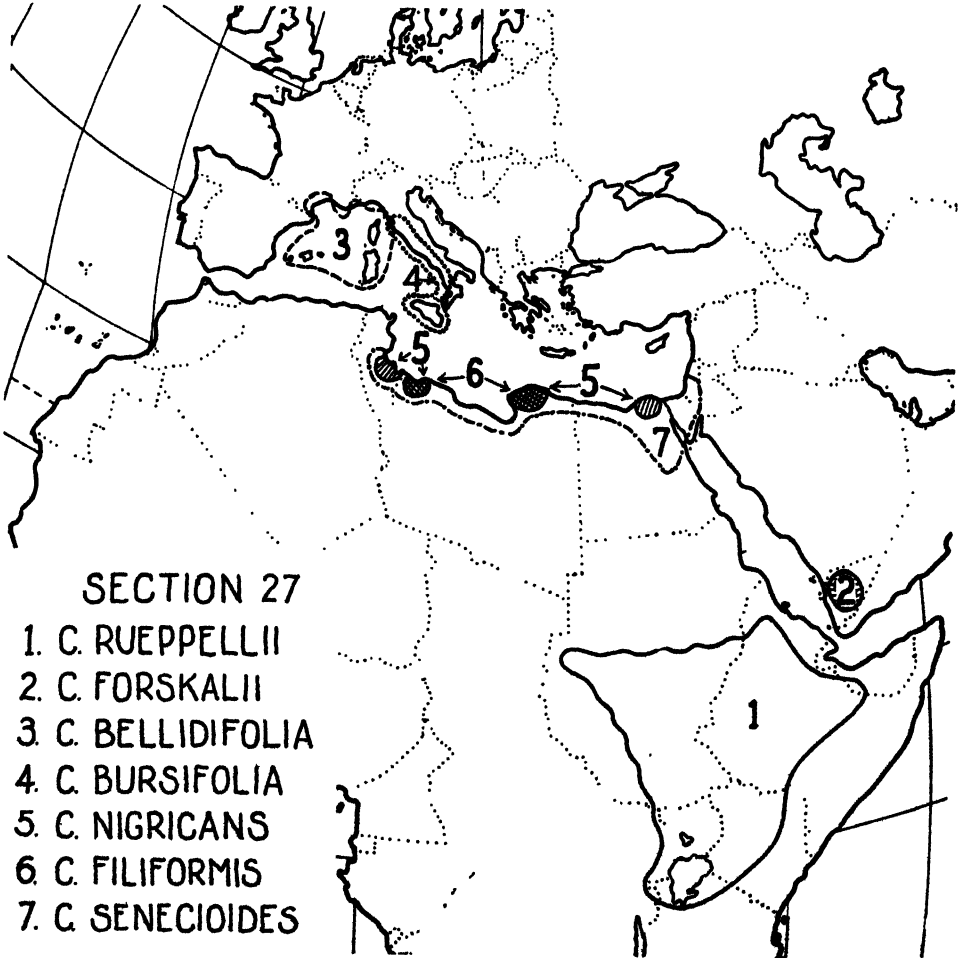 3
4
5
6
5
7
2
1
SECTION 27
1. C. RUEPPELLII
2. C. FORSKALII
3. C. BELLIDIFOLIA
4. C. BURSIFOLIA
5. C. NIGRICANS
6. C. FILIFORMIS
7. C. SENECIOIDES